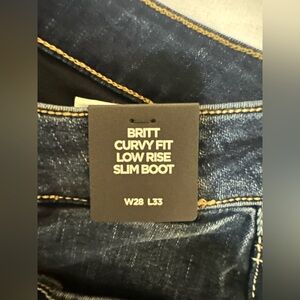 BRITT
CURVY FIT
LOW RISE
SLIM BOOT
W28 L33